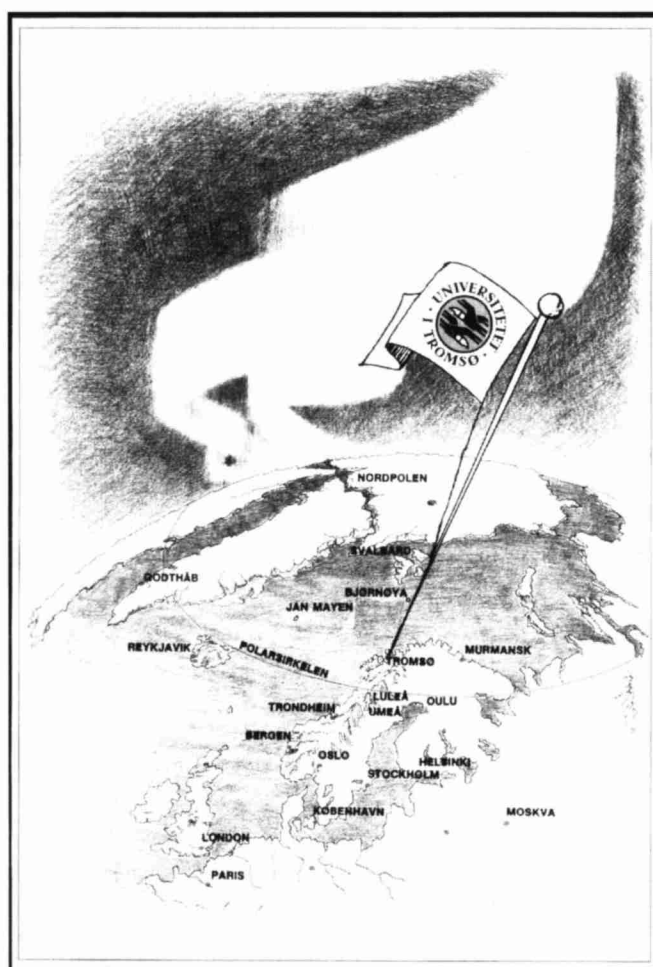 · UNIVERSITETET ·
I TROMSØ
NORDPOLEN
SVALBARD
GODTHÅB
BJØRNØYA
JAN MAYEN
REYKJAVIK
POLARSIRKELEN
MURMANSK
TROMSØ
LULEÅ
OULU
TRONDHEIM
UMEÅ
BERGEN
OSLO
HELSINKI
STOCKHOLM
KØBENHAVN
MOSKVA
LONDON
PARIS